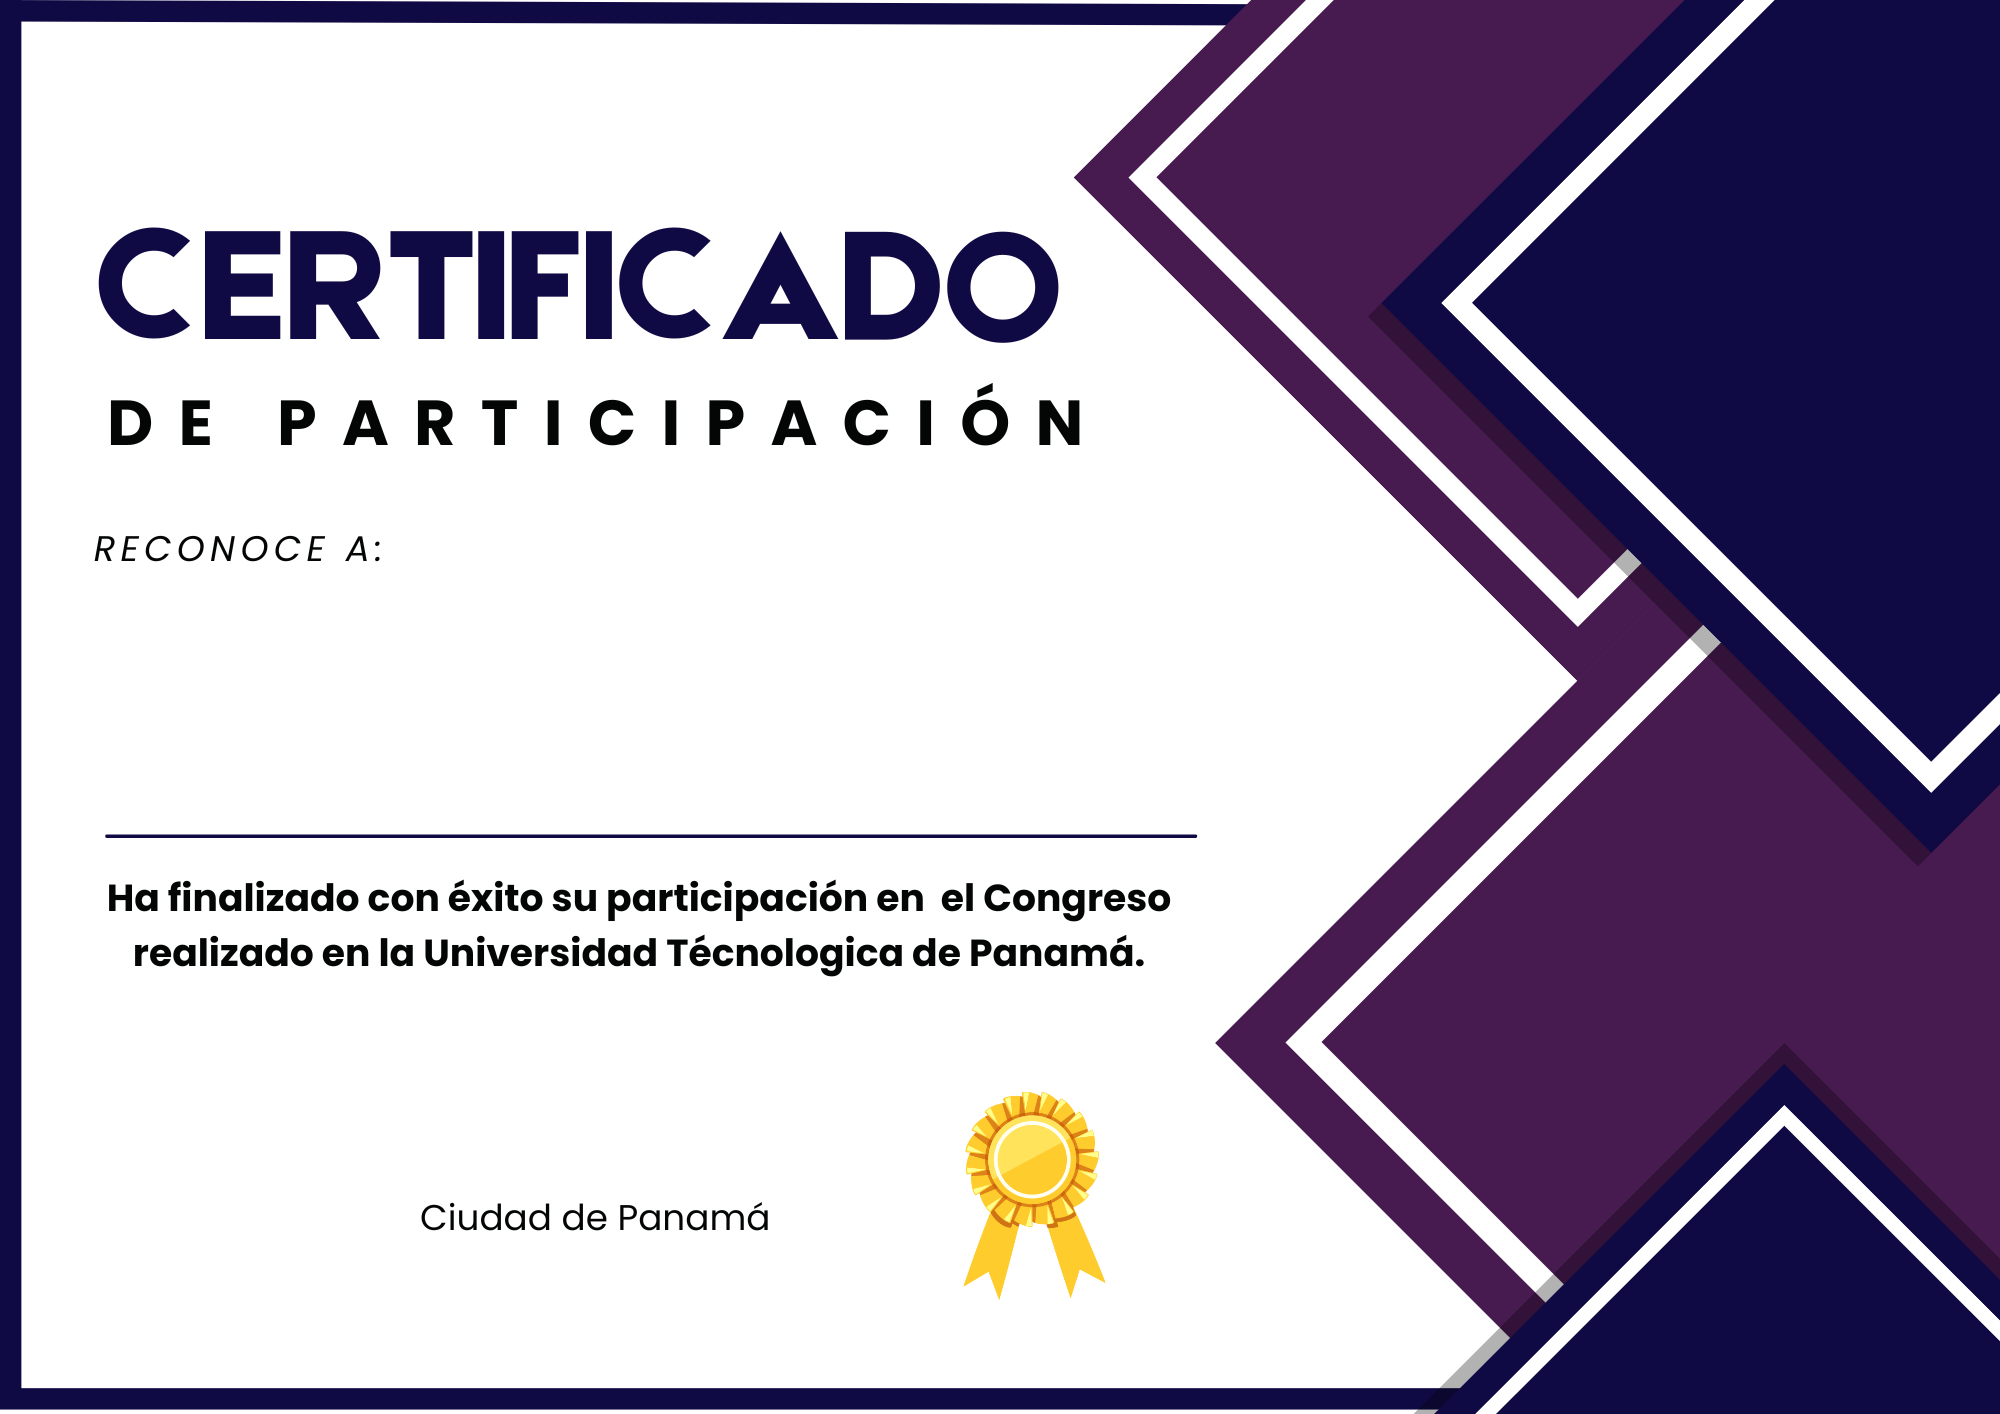 CERTIFICADO
DE PARTICIPACIÓN
RECONOCE A:
Ha finalizado con éxito su participación en  el Congreso
realizado en la Universidad Técnologica de Panamá.
Ciudad de Panamá